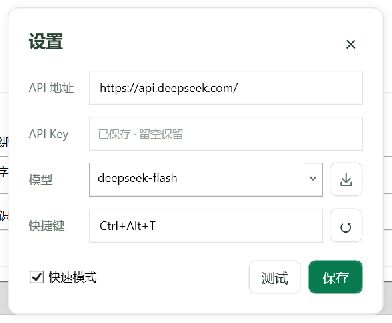 设置
API 地址
https://api.deepseek.com/
API Key
已保存 · 留空保留
模型
deepseek-flash
快捷键
Ctrl+Alt+T
快速模式
测试
保存